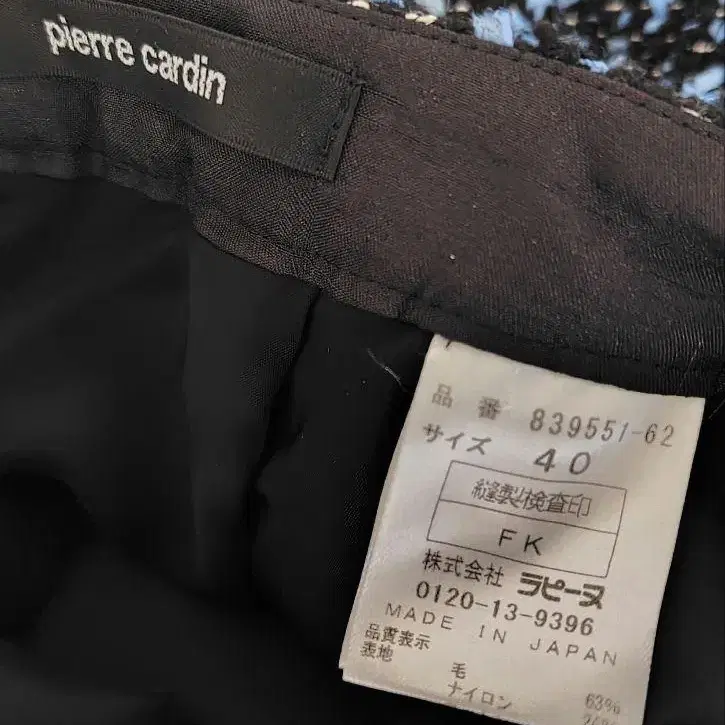 pierre cardin
品番 839551-62
サイズ 40
縫製検査印
FK
株式会社 ラピーヌ
0120-13-9396
MADE IN JAPAN
品質表示
表地
毛 63%
ナイロン